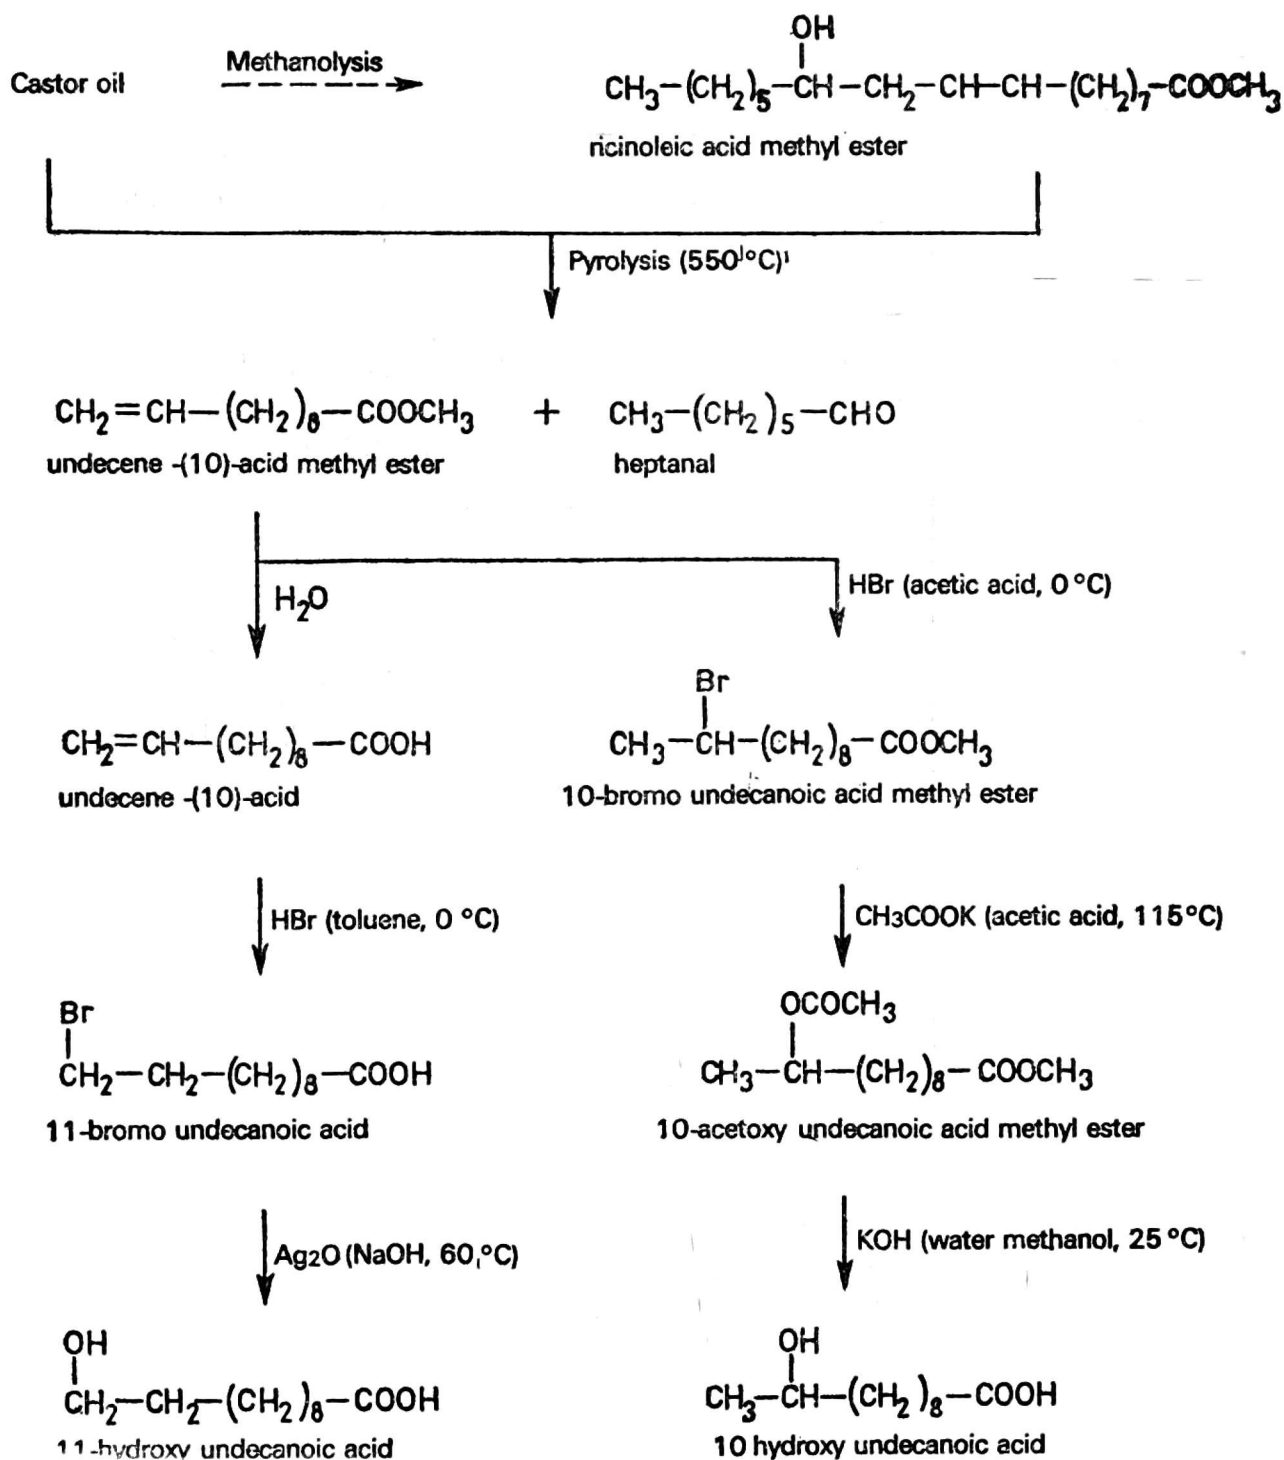 OH
Castor oil
Methanolysis
CH3-(CH2)5-CH-CH2-CH-CH-(CH2)7-COOCH3
ricinoleic acid methyl ester
Pyrolysis (550°C)
CH2=CH-(CH2)8-COOCH3 + CH3-(CH2)5-CHO
undecene -(10)-acid methyl ester
heptanal
H2O
HBr (acetic acid, 0°C)
Br
CH2=CH-(CH2)8-COOH
CH3-CH-(CH2)8-COOCH3
undecene -(10)-acid
10-bromo undecanoic acid methyl ester
HBr (toluene, 0 °C)
CH3COOK (acetic acid, 115°C)
Br
OCOCH3
CH2-CH2-(CH2)8-COOH
CH3-CH-(CH2)8-COOCH3
11-bromo undecanoic acid
10-acetoxy undecanoic acid methyl ester
Ag2O (NaOH, 60,°C)
KOH (water methanol, 25 °C)
OH
OH
CH2-CH2-(CH2)8-COOH
CH3-CH-(CH2)8-COOH
11-hydroxy undecanoic acid
10 hydroxy undecanoic acid